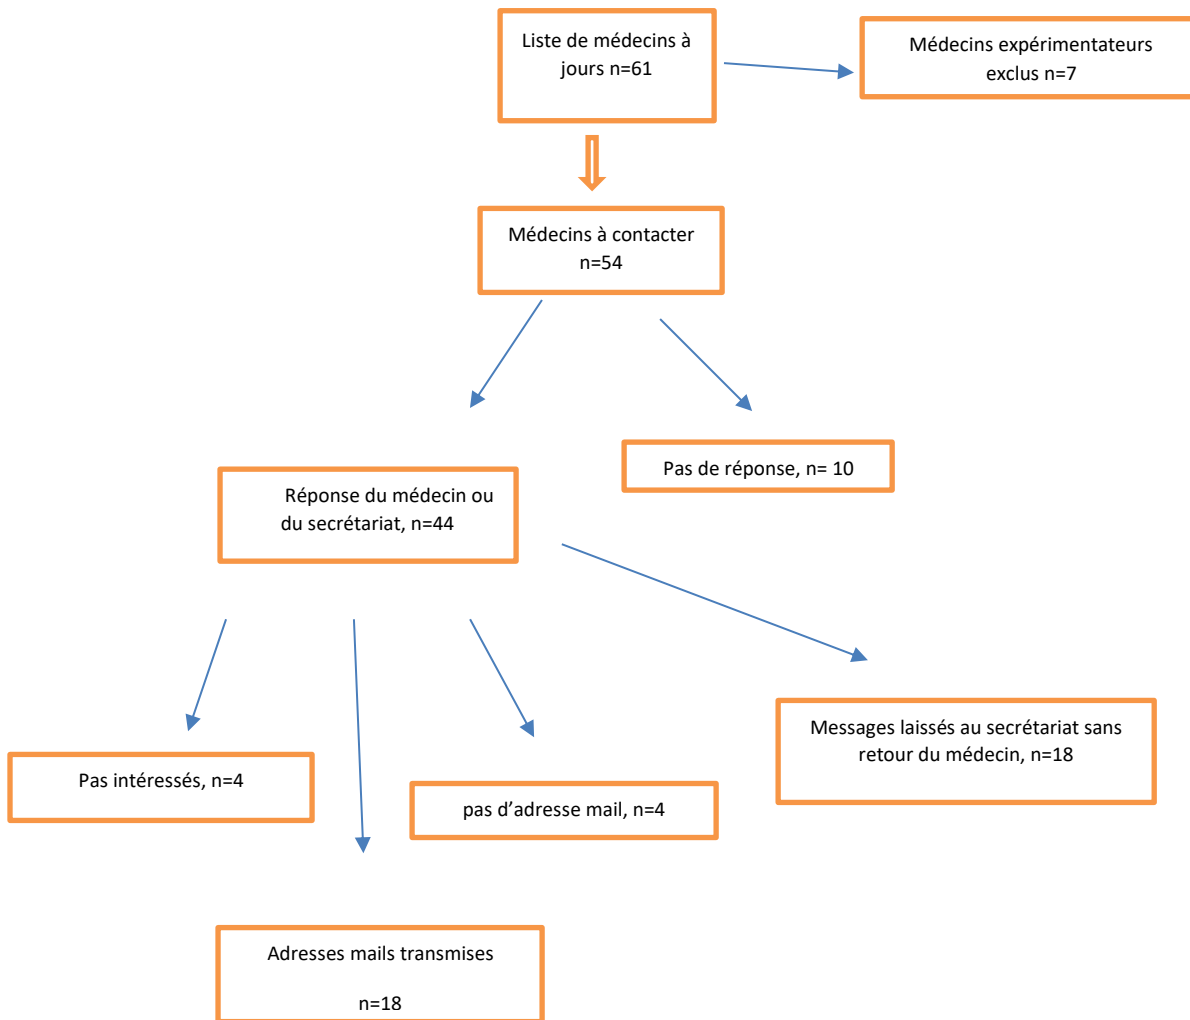 Liste de médecins à
jours n=61
Médecins expérimentateurs
exclus n=7
Médecins à contacter
n=54
Pas de réponse, n= 10
Réponse du médecin ou
du secrétariat, n=44
Messages laissés au secrétariat sans
retour du médecin, n=18
Pas intéressés, n=4
pas d’adresse mail, n=4
Adresses mails transmises
n=18